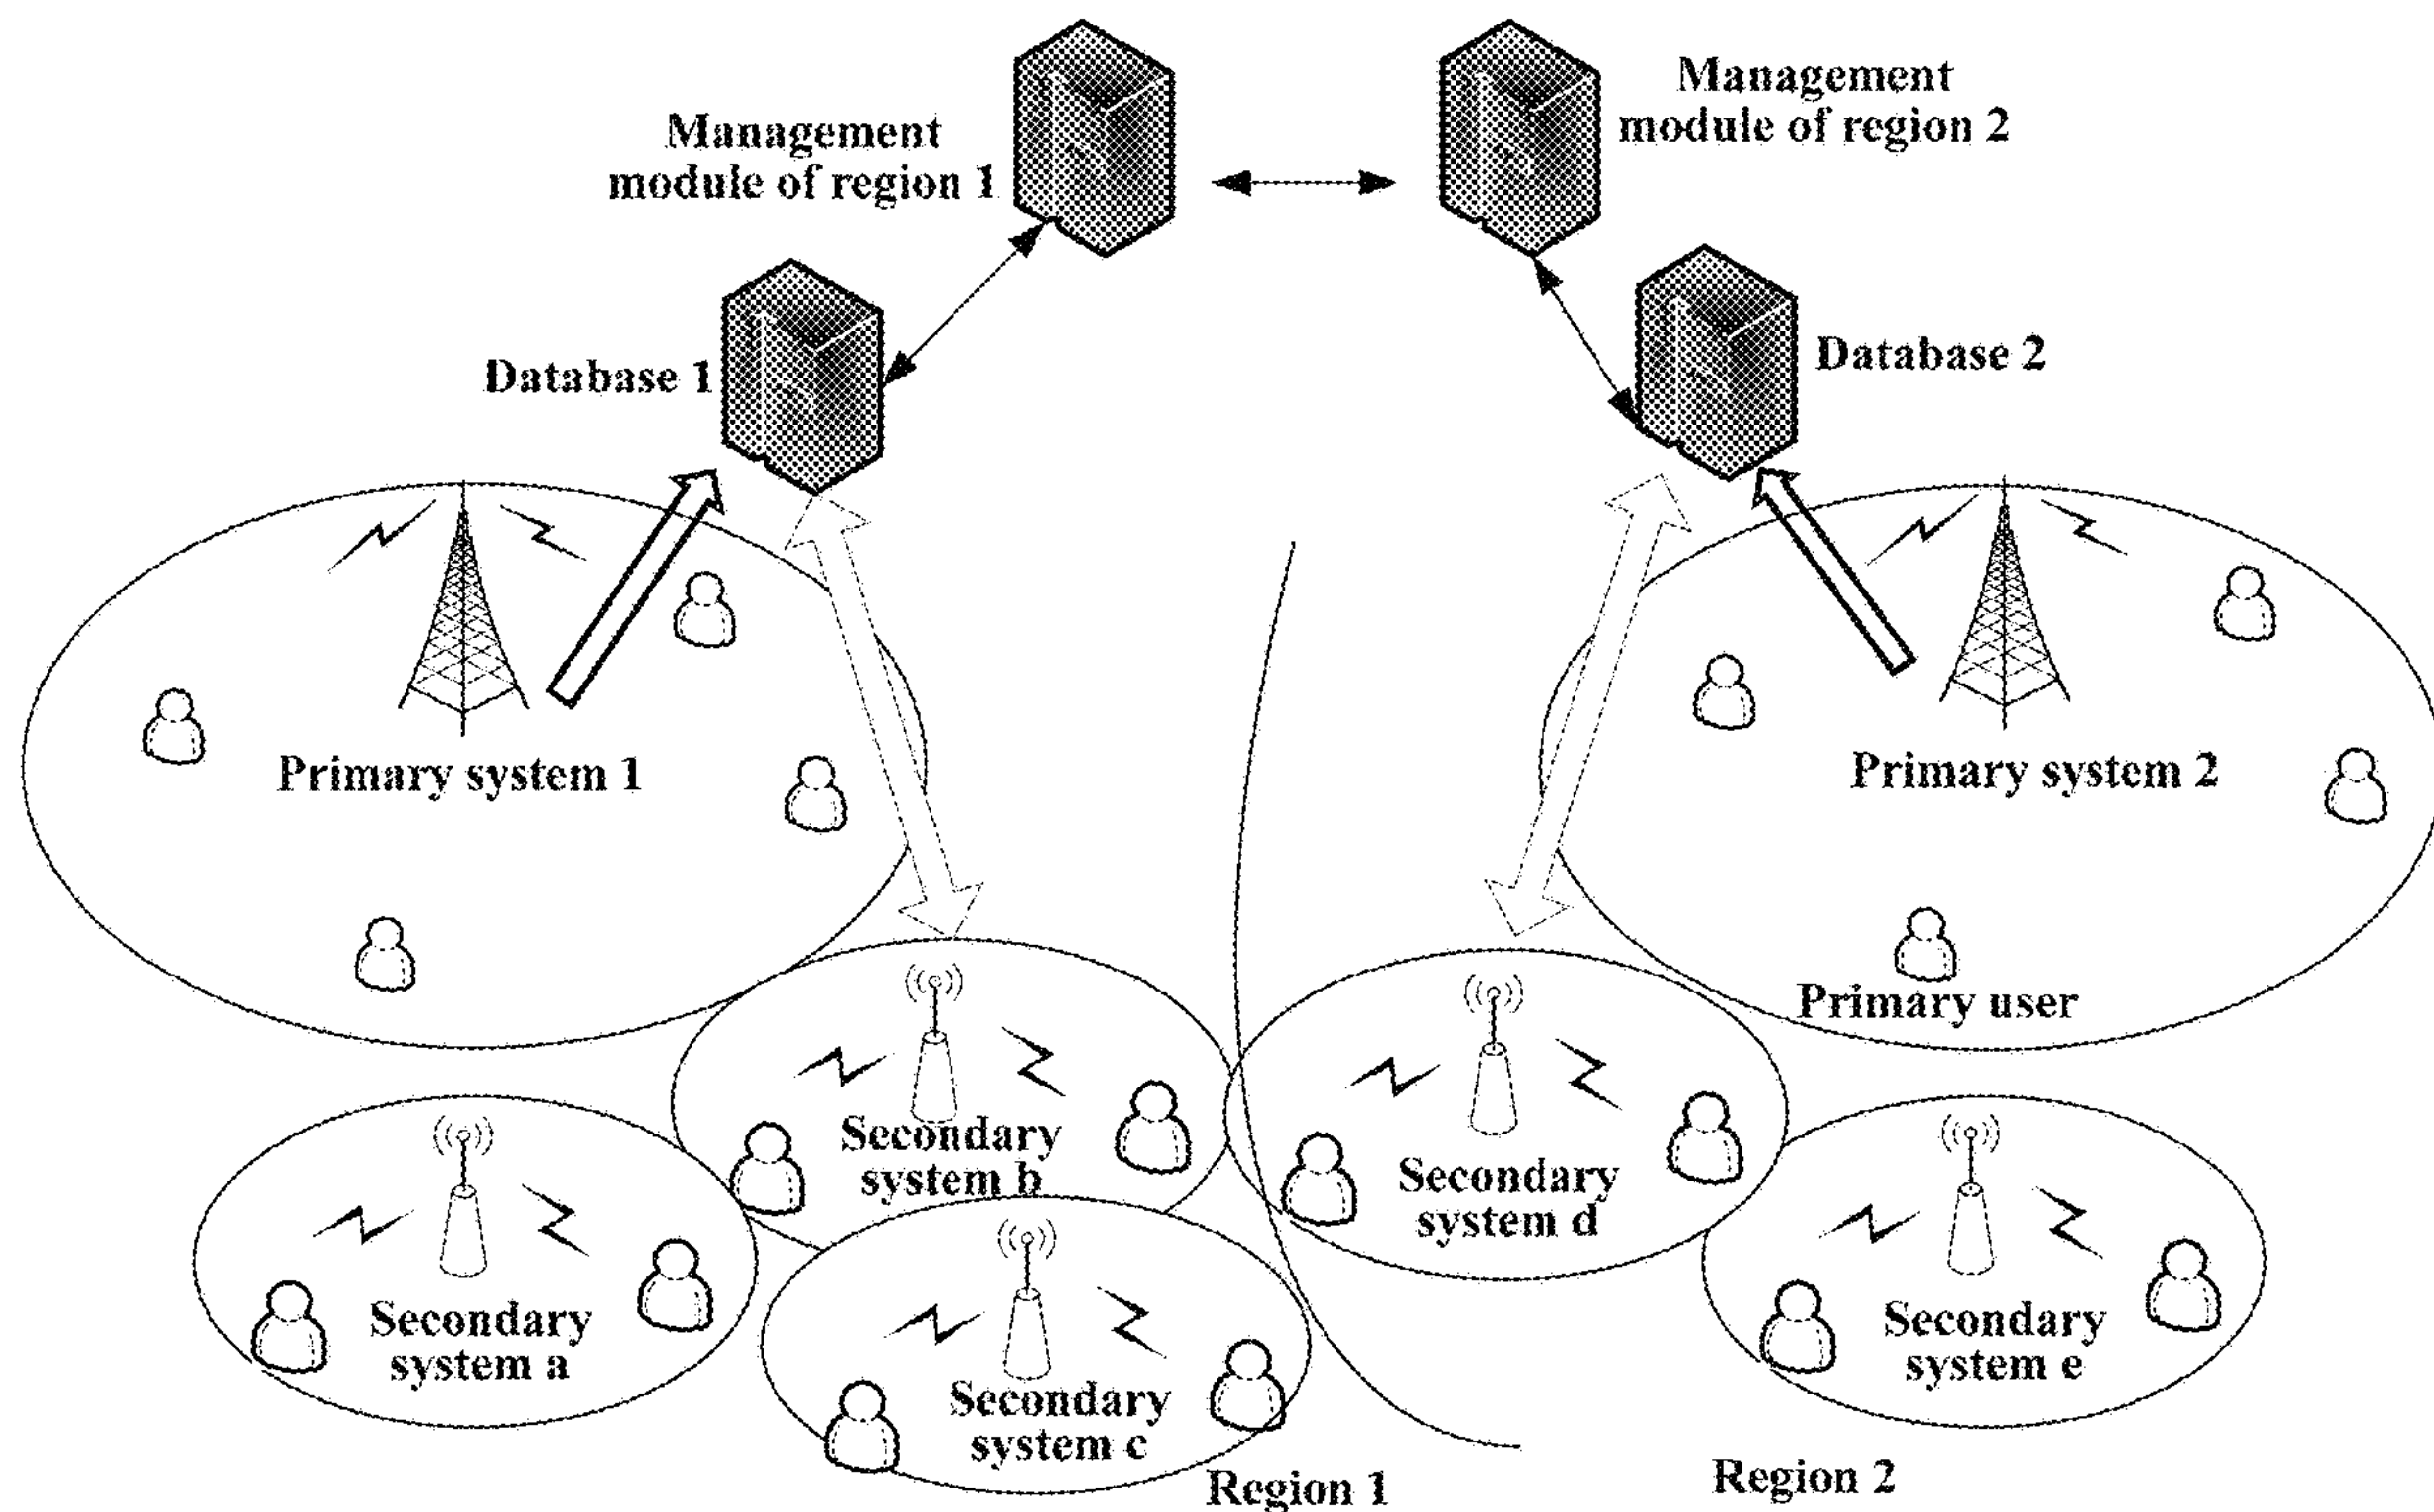 Management
module of region 1
Management
module of region 2
Database 1
Database 2
Primary system 1
Primary system 2
Primary user
Secondary
system b
Secondary
system d
Secondary
system a
Secondary
system e
Secondary
system c
Region 1
Region 2